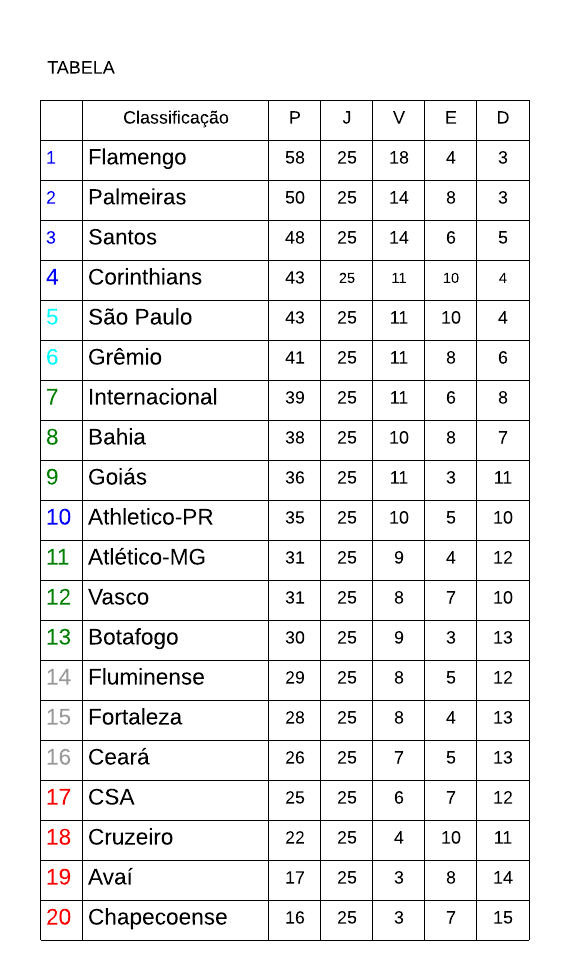 TABELA
Classificação P J V E D
1 Flamengo 58 25 18 4 3
2 Palmeiras 50 25 14 8 3
3 Santos 48 25 14 6 5
4 Corinthians 43 25 11 10 4
5 São Paulo 43 25 11 10 4
6 Grêmio 41 25 11 8 6
7 Internacional 39 25 11 6 8
8 Bahia 38 25 10 8 7
9 Goiás 36 25 11 3 11
10 Athletico-PR 35 25 10 5 10
11 Atlético-MG 31 25 9 4 12
12 Vasco 31 25 8 7 10
13 Botafogo 30 25 9 3 13
14 Fluminense 29 25 8 5 12
15 Fortaleza 28 25 8 4 13
16 Ceará 26 25 7 5 13
17 CSA 25 25 6 7 12
18 Cruzeiro 22 25 4 10 11
19 Avaí 17 25 3 8 14
20 Chapecoense 16 25 3 7 15